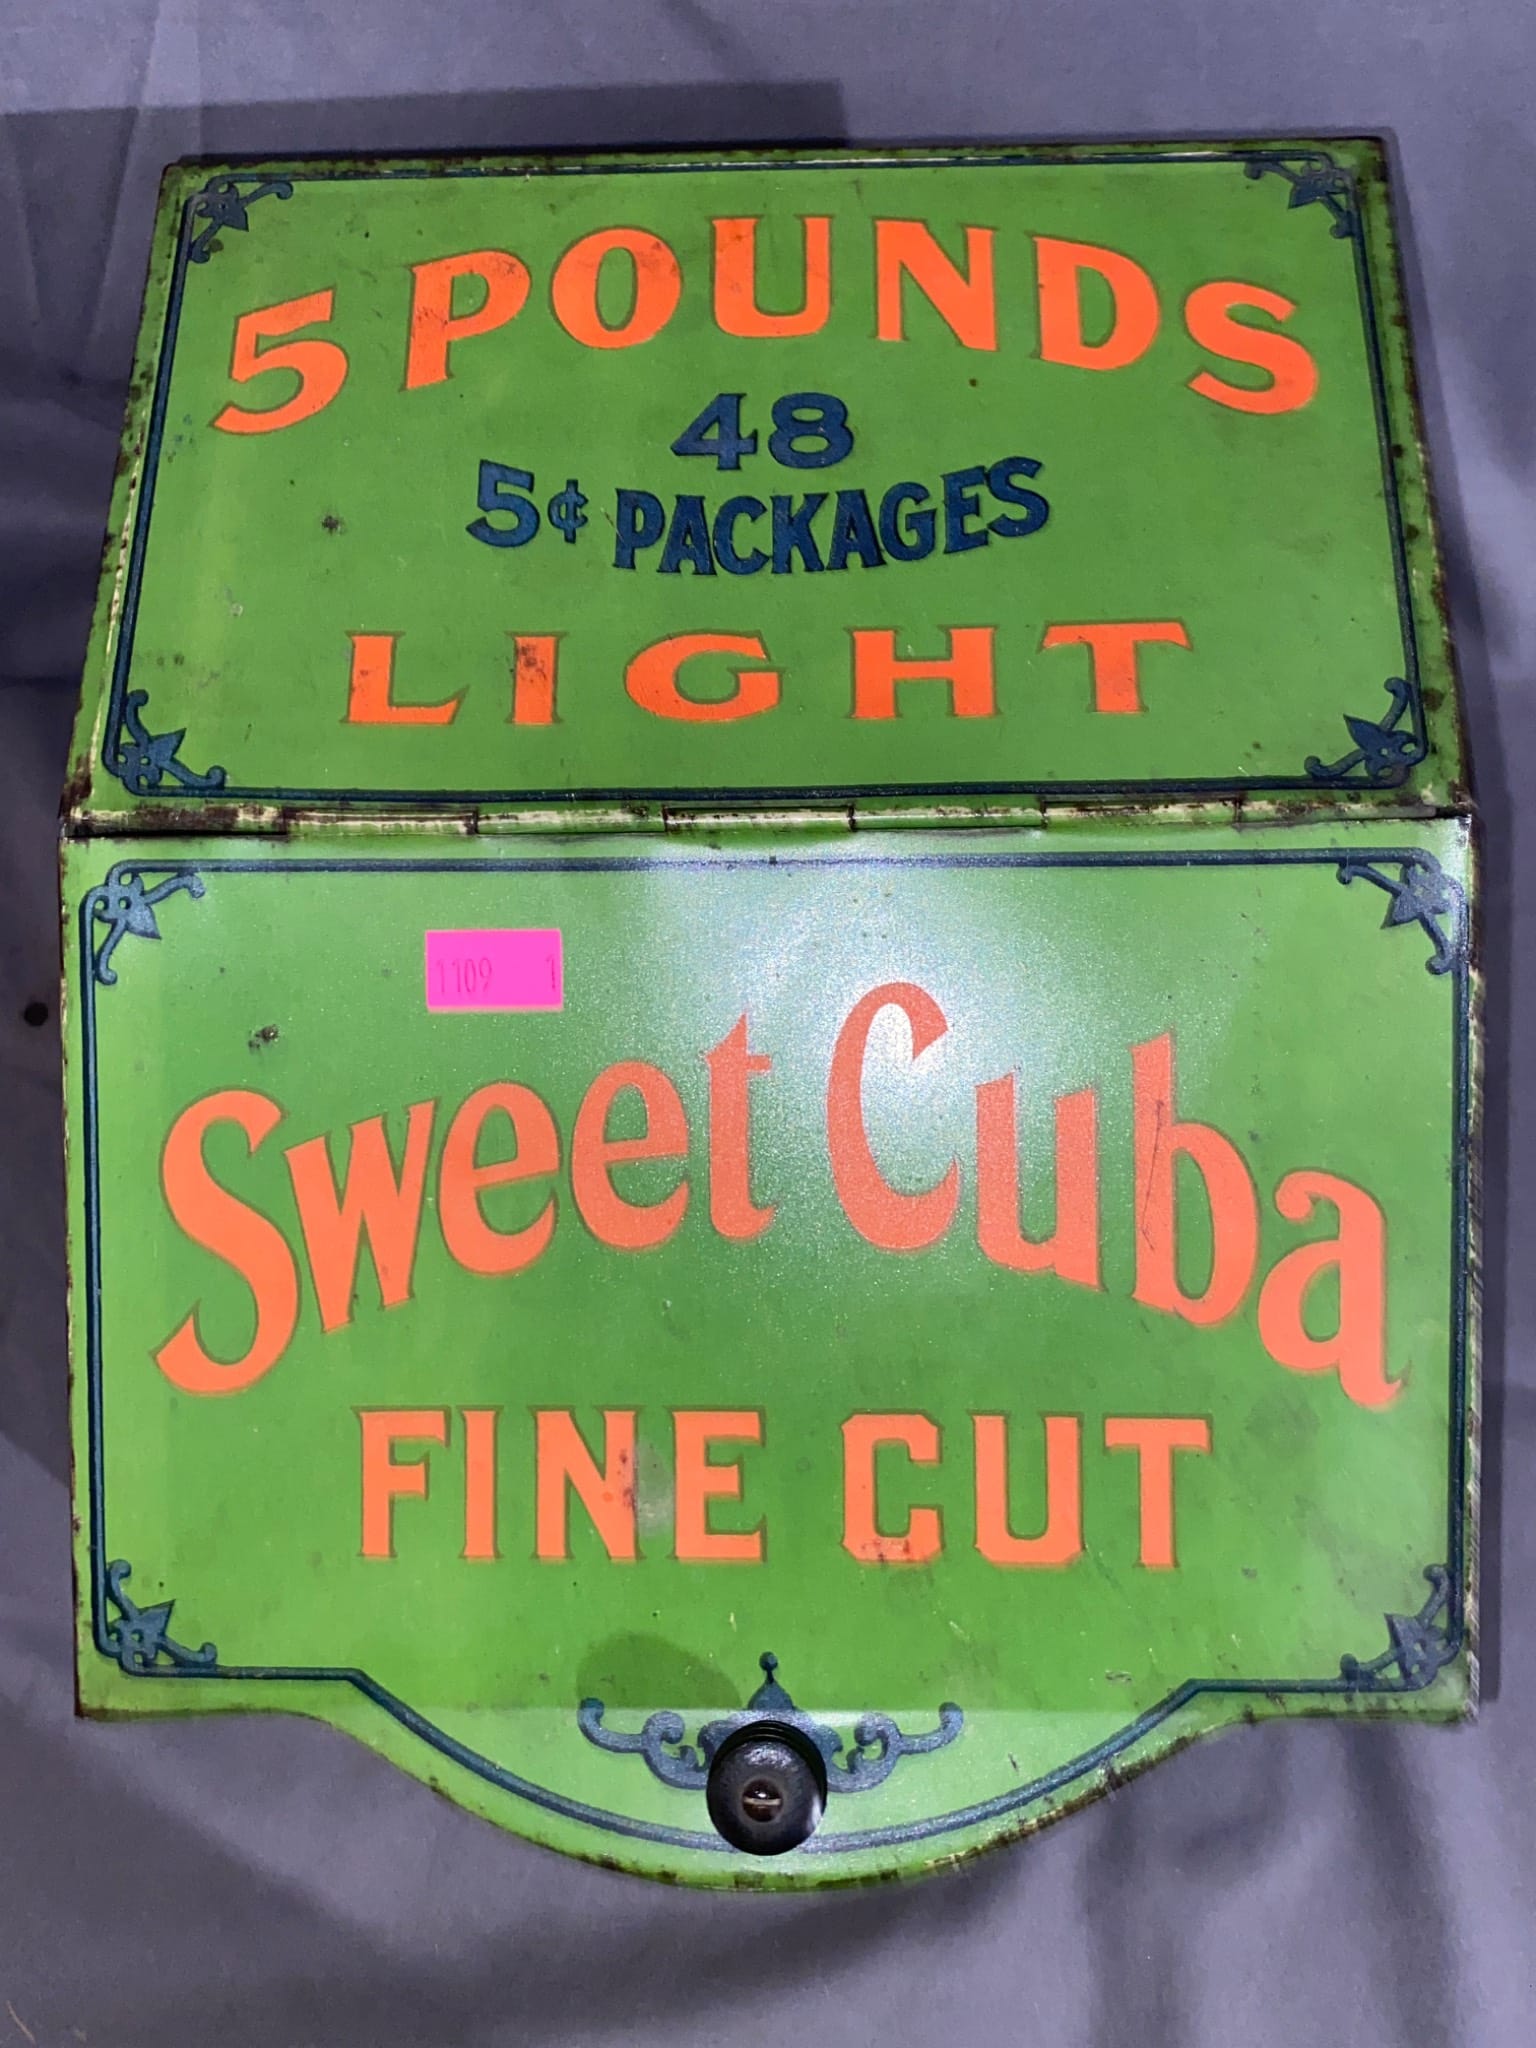 5 POUNDS
48
5¢ PACKAGES
LIGHT
1109 1
Sweet Cuba
FINE CUT